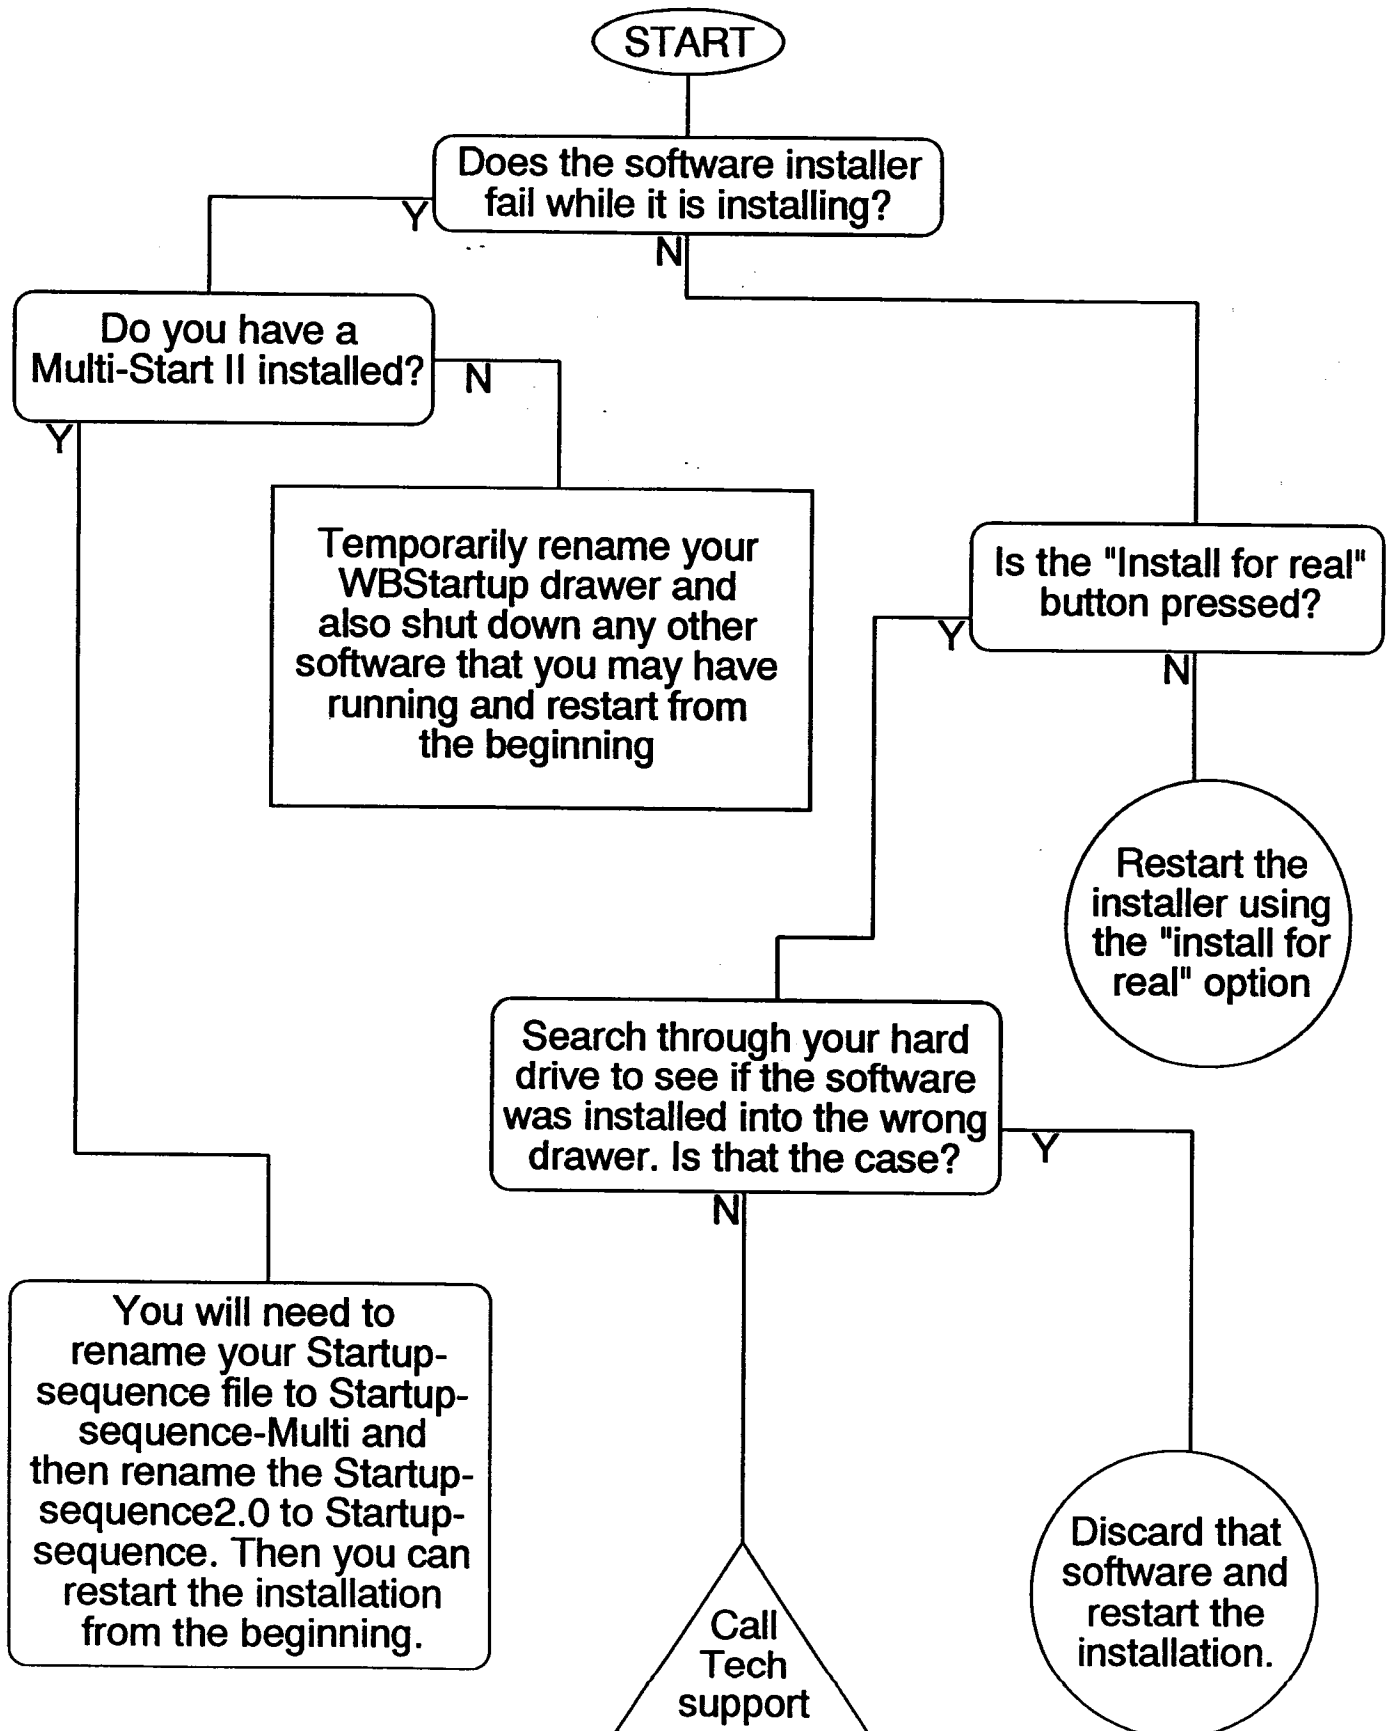 START
Does the software installer
fail while it is installing?
Y
N
Do you have a
Multi-Start II installed?
N
Y
Temporarily rename your
WBStartup drawer and
also shut down any other
software that you may have
running and restart from
the beginning
Is the "Install for real"
button pressed?
Y
N
Restart the
installer using
the "install for
real" option
Search through your hard
drive to see if the software
was installed into the wrong
drawer. Is that the case?
Y
N
You will need to
rename your Startup-
sequence file to Startup-
sequence-Multi and
then rename the Startup-
sequence2.0 to Startup-
sequence. Then you can
restart the installation
from the beginning.
Call
Tech
support
Discard that
software and
restart the
installation.